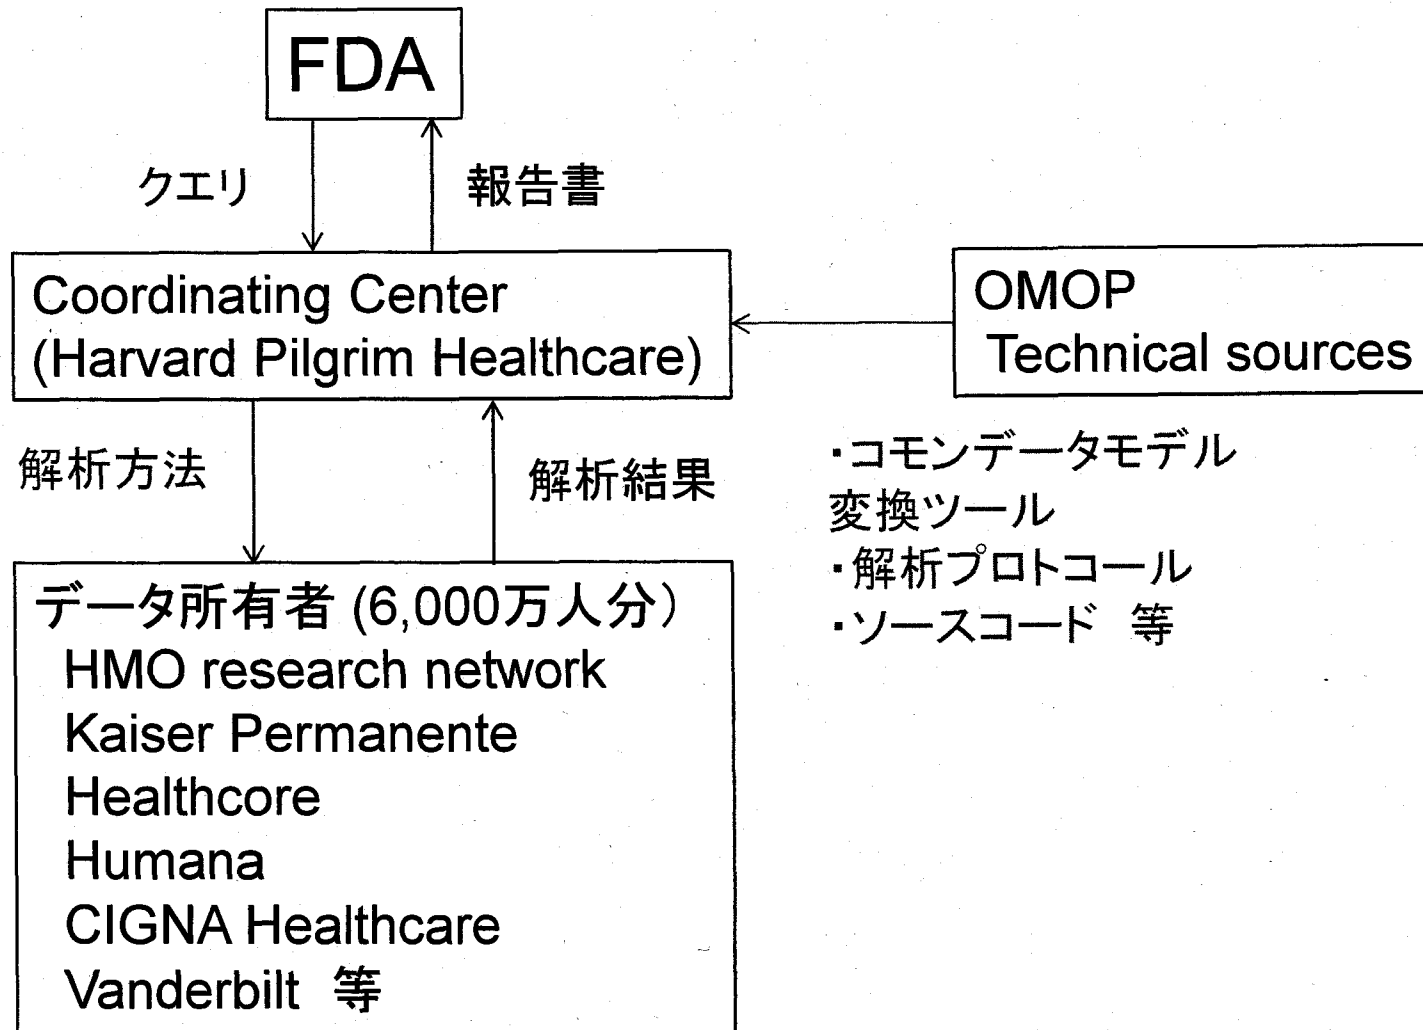 FDA
クエリ
報告書
Coordinating Center
(Harvard Pilgrim Healthcare)
OMOP
Technical sources
解析方法
解析結果
・コモンデータモデル
変換ツール
・解析プロトコール
・ソースコード 等
データ所有者 (6,000万人分)
HMO research network
Kaiser Permanente
Healthcore
Humana
CIGNA Healthcare
Vanderbilt 等